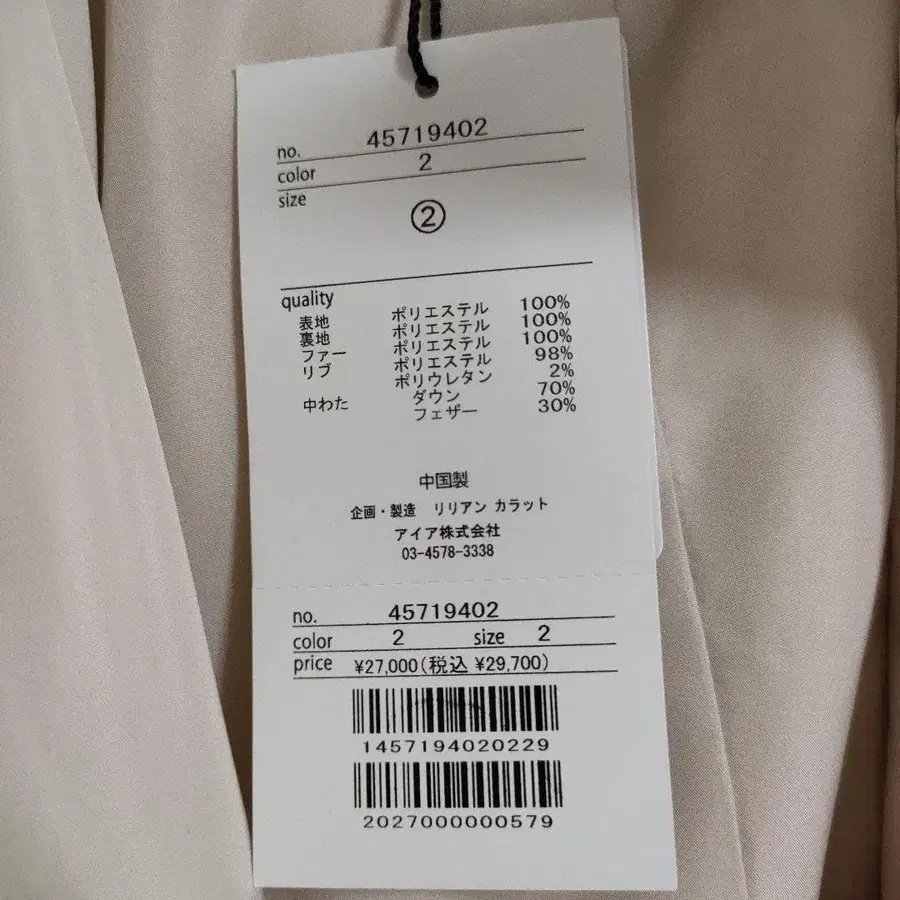 no. 45719402
color 2
size ②
quality
表地 ポリエステル 100%
裏地 ポリエステル 100%
ファー ポリエステル 100%
リブ ポリエステル 98%
ポリウレタン 2%
中わた ダウン 70%
フェザー 30%
中国製
企画・製造 リリアン カラット
アイア株式会社
03-4578-3338
no. 45719402
color 2 size 2
price ¥27,000(税込 ¥29,700)
1457194020229
2027000000579